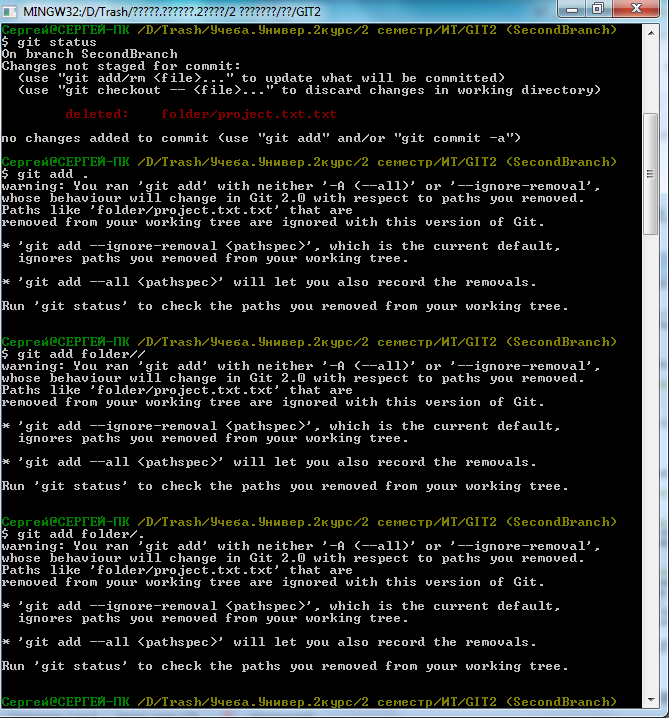 MINGW32:/D/Trash/?????.??????.2????/2 ???????/??/GIT2
Сергей@СЕРГЕЙ-ПК /D/Trash/Учеба.Универ.2курс/2 семестр/ИТ/GIT2 (SecondBranch)
$ git status
On branch SecondBranch
Changes not staged for commit:
  (use "git add/rm <file>..." to update what will be committed)
  (use "git checkout -- <file>..." to discard changes in working directory)
        deleted:    folder/project.txt.txt
no changes added to commit (use "git add" and/or "git commit -a")
Сергей@СЕРГЕЙ-ПК /D/Trash/Учеба.Универ.2курс/2 семестр/ИТ/GIT2 (SecondBranch)
$ git add .
warning: You ran 'git add' with neither '-A (--all)' or '--ignore-removal',
whose behaviour will change in Git 2.0 with respect to paths you removed.
Paths like 'folder/project.txt.txt' that are
removed from your working tree are ignored with this version of Git.
* 'git add --ignore-removal <pathspec>', which is the current default,
  ignores paths you removed from your working tree.
* 'git add --all <pathspec>' will let you also record the removals.
Run 'git status' to check the paths you removed from your working tree.
Сергей@СЕРГЕЙ-ПК /D/Trash/Учеба.Универ.2курс/2 семестр/ИТ/GIT2 (SecondBranch)
$ git add folder//
warning: You ran 'git add' with neither '-A (--all)' or '--ignore-removal',
whose behaviour will change in Git 2.0 with respect to paths you removed.
Paths like 'folder/project.txt.txt' that are
removed from your working tree are ignored with this version of Git.
* 'git add --ignore-removal <pathspec>', which is the current default,
  ignores paths you removed from your working tree.
* 'git add --all <pathspec>' will let you also record the removals.
Run 'git status' to check the paths you removed from your working tree.
Сергей@СЕРГЕЙ-ПК /D/Trash/Учеба.Универ.2курс/2 семестр/ИТ/GIT2 (SecondBranch)
$ git add folder/.
warning: You ran 'git add' with neither '-A (--all)' or '--ignore-removal',
whose behaviour will change in Git 2.0 with respect to paths you removed.
Paths like 'folder/project.txt.txt' that are
removed from your working tree are ignored with this version of Git.
* 'git add --ignore-removal <pathspec>', which is the current default,
  ignores paths you removed from your working tree.
* 'git add --all <pathspec>' will let you also record the removals.
Run 'git status' to check the paths you removed from your working tree.
Сергей@СЕРГЕЙ-ПК /D/Trash/Учеба.Универ.2курс/2 семестр/ИТ/GIT2 (SecondBranch)